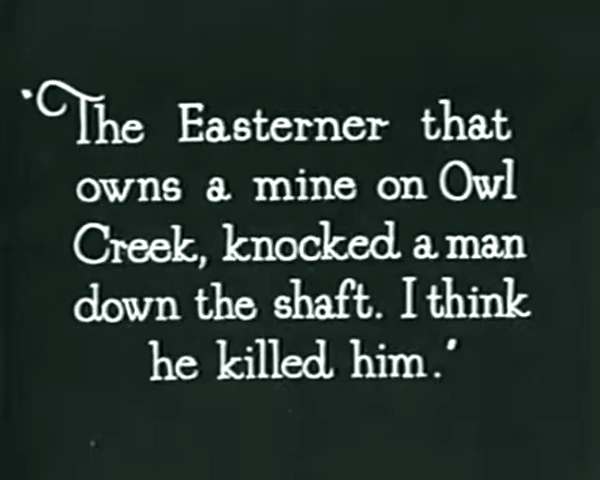 'The Easterner that
owns a mine on Owl
Creek, knocked a man
down the shaft. I think
he killed him.'